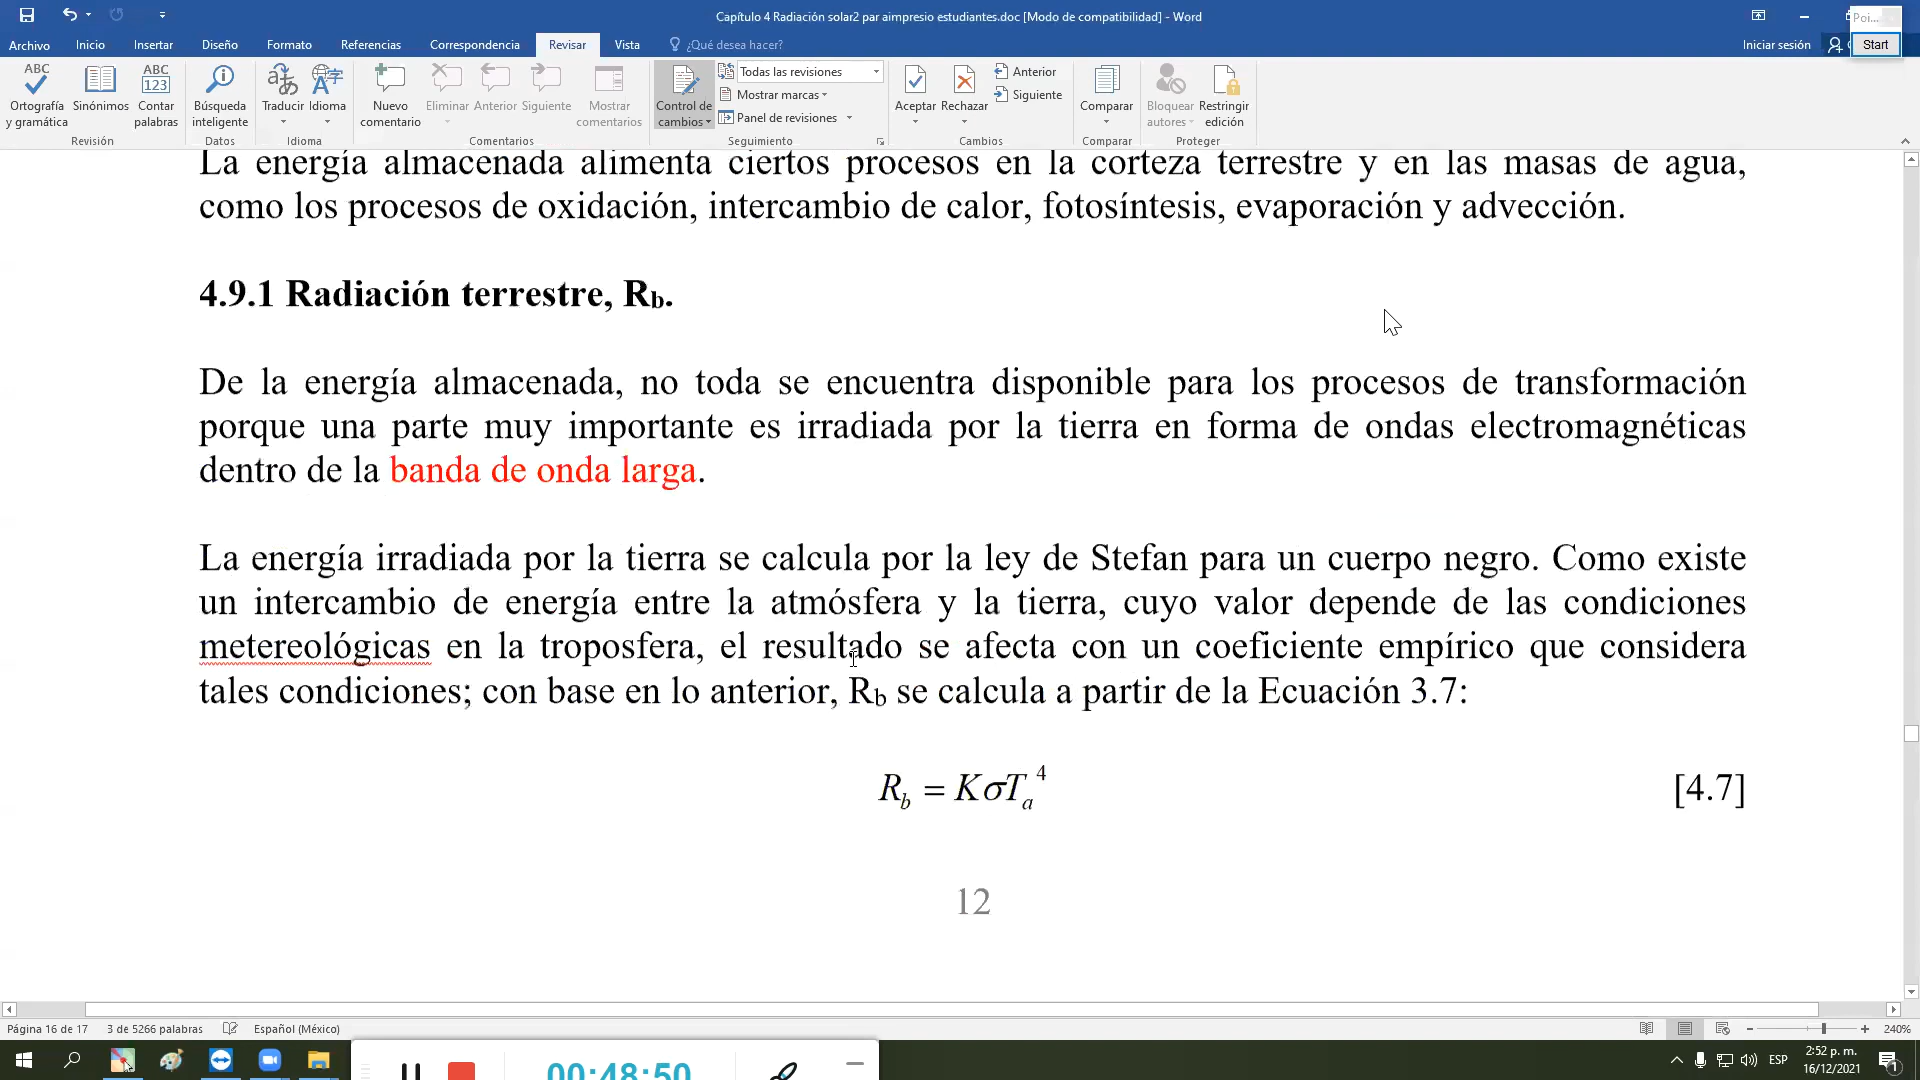 Capítulo 4 Radiación solar2 par aimpresio estudiantes.doc [Modo de compatibilidad] - Word
Poi...
Archivo Inicio Insertar Diseño Formato Referencias Correspondencia Revisar Vista ¿Qué desea hacer? Iniciar sesión Start
ABC Ortografía y gramática
Sinónimos
ABC 123 Contar palabras
Búsqueda inteligente
Traducir
Idioma
Nuevo comentario
Eliminar
Anterior
Siguiente
Mostrar comentarios
Control de cambios
Todas las revisiones
Mostrar marcas
Panel de revisiones
Aceptar
Rechazar
Anterior
Siguiente
Comparar
Bloquear autores
Restringir edición
Revisión Datos Idioma Comentarios Seguimiento Cambios Comparar Proteger
La energía almacenada alimenta ciertos procesos en la corteza terrestre y en las masas de agua,
como los procesos de oxidación, intercambio de calor, fotosíntesis, evaporación y advección.
4.9.1 Radiación terrestre, Rb.
De la energía almacenada, no toda se encuentra disponible para los procesos de transformación
porque una parte muy importante es irradiada por la tierra en forma de ondas electromagnéticas
dentro de la banda de onda larga.
La energía irradiada por la tierra se calcula por la ley de Stefan para un cuerpo negro. Como existe
un intercambio de energía entre la atmósfera y la tierra, cuyo valor depende de las condiciones
metereológicas en la troposfera, el resultado se afecta con un coeficiente empírico que considera
tales condiciones; con base en lo anterior, Rb se calcula a partir de la Ecuación 3.7:
R_b = KσT_a^4 [4.7]
12
Página 16 de 17 3 de 5266 palabras Español (México) 240%
00:48:50
ESP
2:52 p. m.
16/12/2021
1